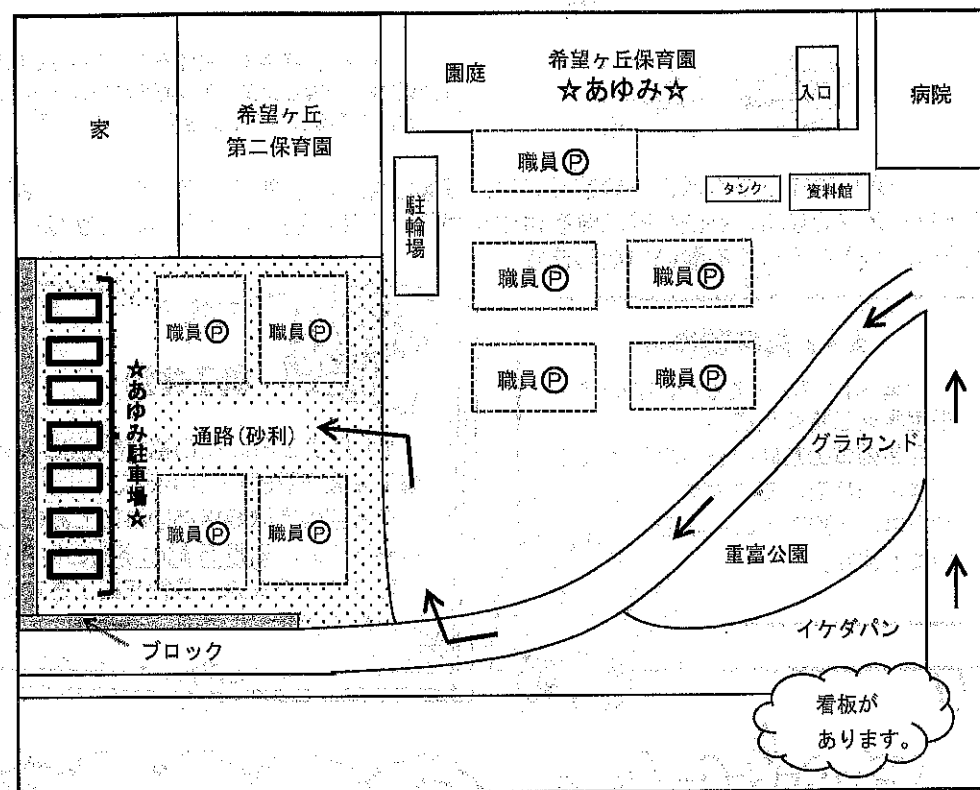 家
希望ヶ丘
第二保育園
園庭
希望ヶ丘保育園
☆あゆみ☆
入口
病院
職員Ⓟ
タンク
資料館
駐輪場
職員Ⓟ
職員Ⓟ
職員Ⓟ
職員Ⓟ
☆あゆみ駐車場☆
職員Ⓟ
職員Ⓟ
通路(砂利)
職員Ⓟ
職員Ⓟ
グラウンド
重富公園
イケダパン
ブロック
看板が
あります。